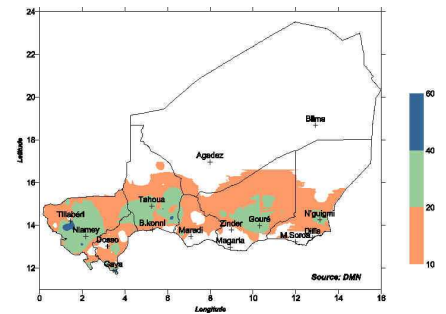 24
22
20
18
16
14
12
Latitude
Bilma
Agadez
Tahoua
Tillabéri
N'guigmi
Gouré
Zinder
B.konni
Niamey
Maradi
Diffa
M.Soroa
Dosso
Magaria
Gaya
Source: DMN
0 2 4 6 8 10 12 14 16 18
Longitude
60
40
20
10